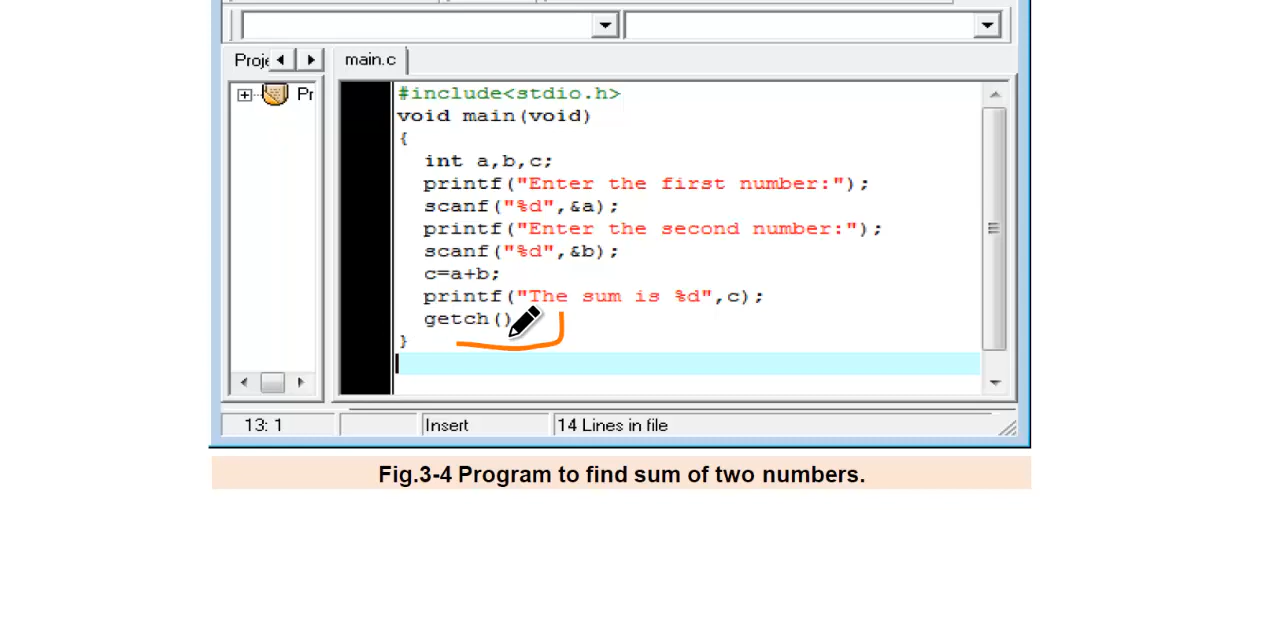 Proje
main.c
Pr
#include<stdio.h>
void main(void)
{
int a,b,c;
printf("Enter the first number:");
scanf("%d",&a);
printf("Enter the second number:");
scanf("%d",&b);
c=a+b;
printf("The sum is %d",c);
getch()
}
13: 1
Insert
14 Lines in file
Fig.3-4 Program to find sum of two numbers.